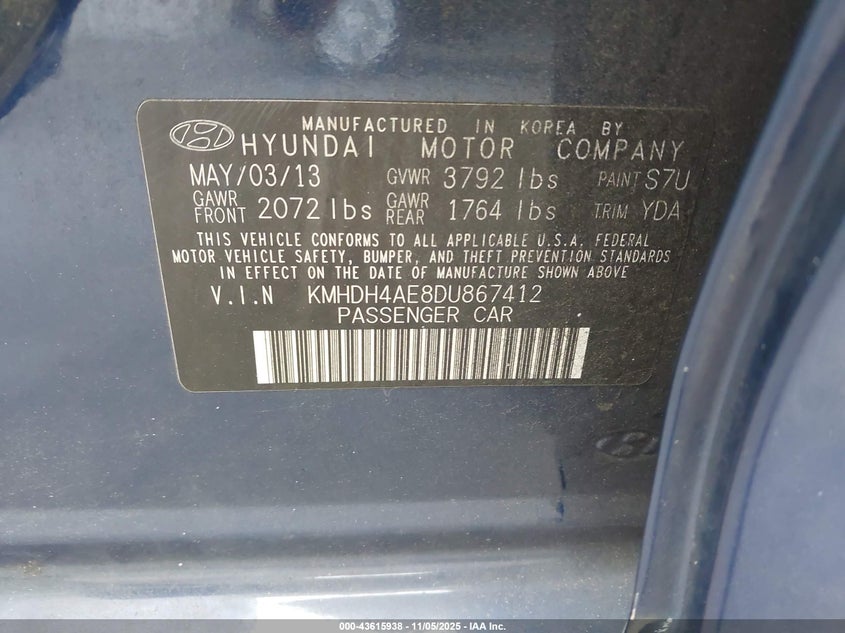 MANUFACTURED IN KOREA BY
HYUNDAI MOTOR COMPANY
MAY/03/13 GVWR 3792 lbs PAINT S7U
GAWR FRONT 2072 lbs GAWR REAR 1764 lbs TRIM YDA
THIS VEHICLE CONFORMS TO ALL APPLICABLE U.S.A. FEDERAL
MOTOR VEHICLE SAFETY, BUMPER, AND THEFT PREVENTION STANDARDS
IN EFFECT ON THE DATE OF MANUFACTURE SHOWN ABOVE
V.I.N KMHDH4AE8DU867412
PASSENGER CAR
000-43615938 - 11/05/2025 - IAA Inc.